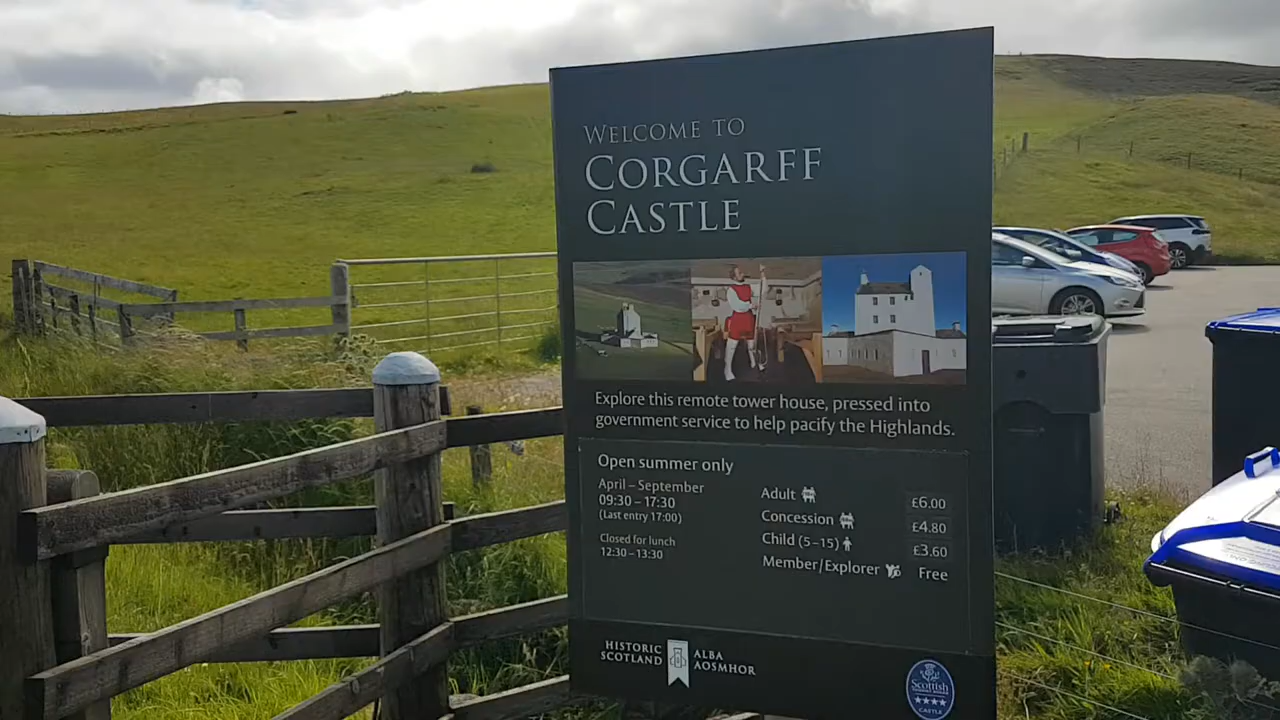 WELCOME TO
CORGARFF
CASTLE
Explore this remote tower house, pressed into
government service to help pacify the Highlands.
Open summer only
April – September
09:30 – 17:30
(Last entry 17:00)
Closed for lunch
12:30 – 13:30
Adult £6.00
Concession £4.80
Child (5–15) £3.60
Member/Explorer Free
HISTORIC SCOTLAND
ALBA AOSMHOR
Scottish
CASTLE